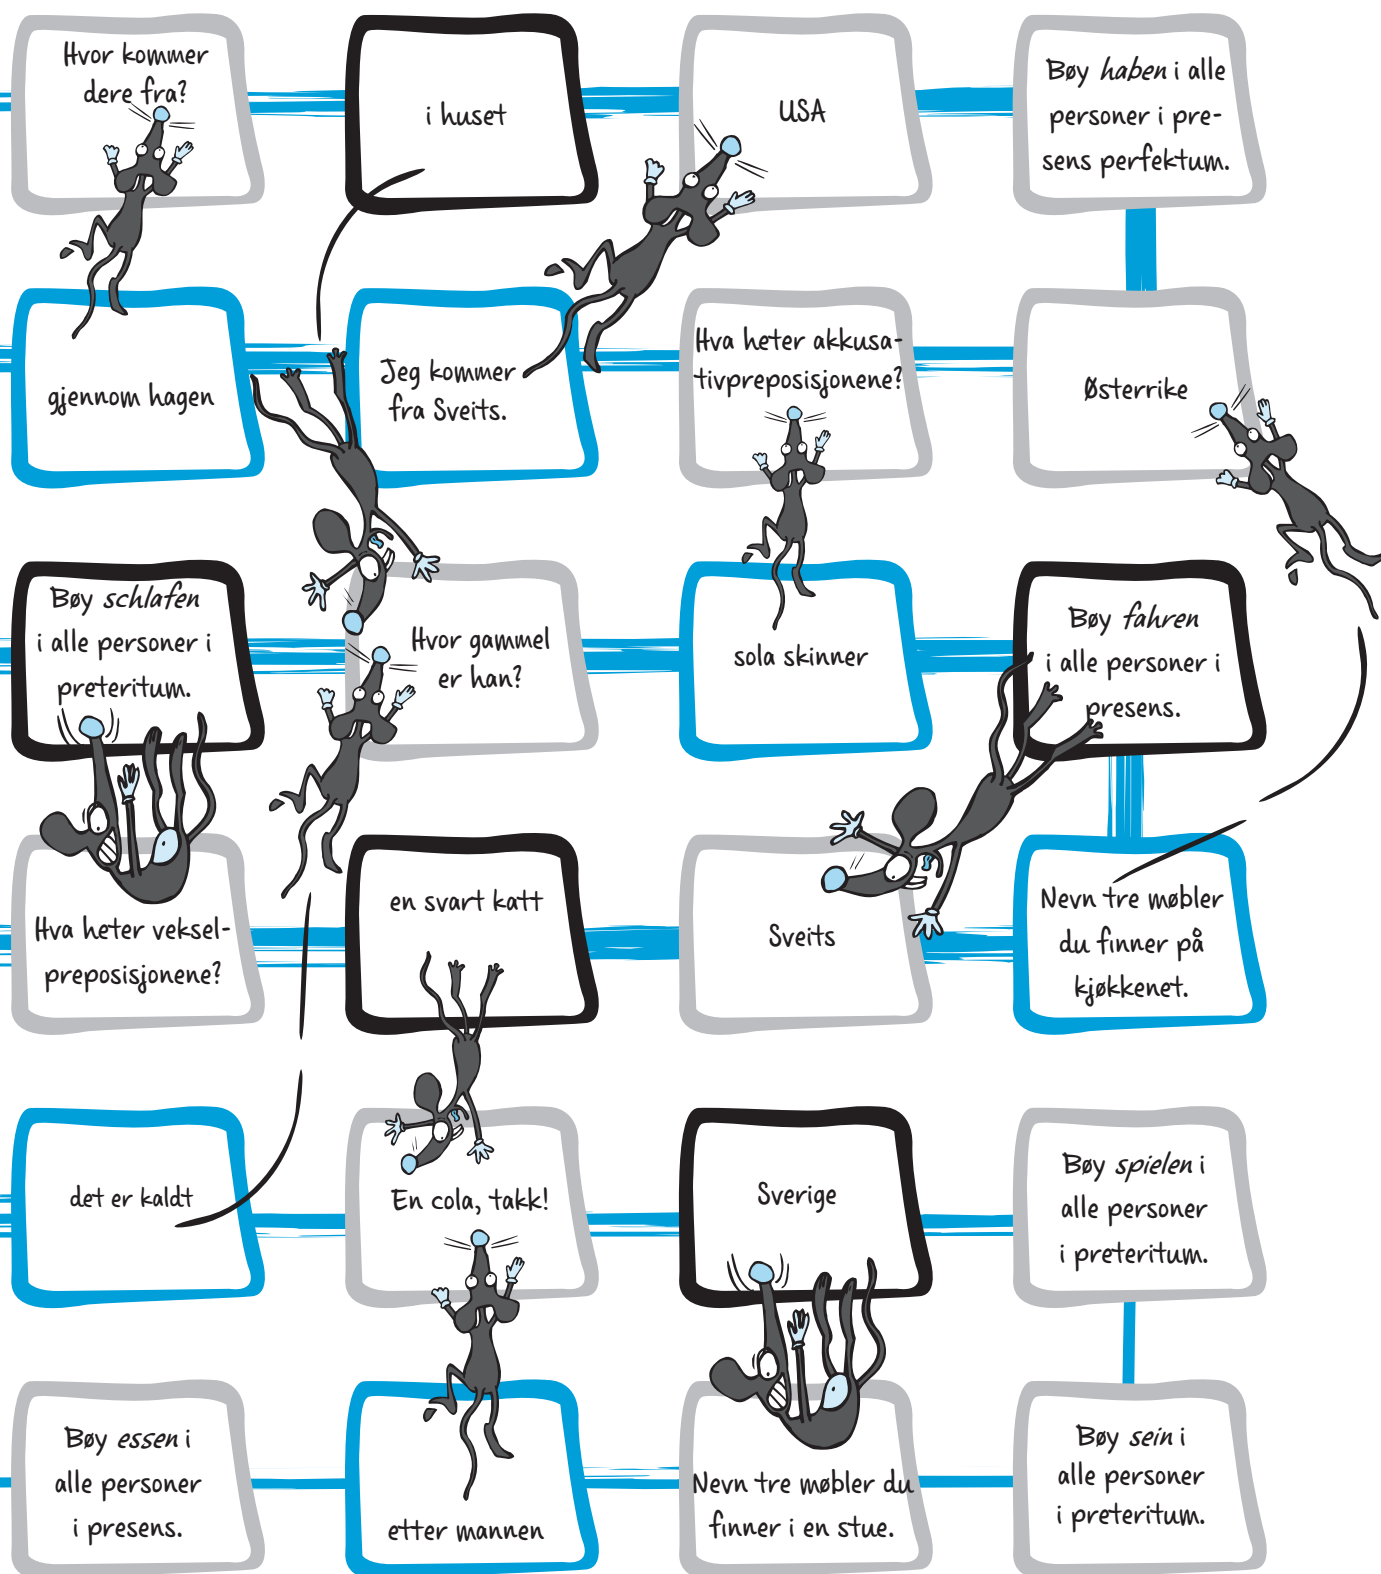 Hvor kommer
dere fra?
i huset
USA
Bøy haben i alle
personer i pre-
sens perfektum.
gjennom hagen
Jeg kommer
fra Sveits.
Hva heter akkusa-
tivpreposisjonene?
Østerrike
Bøy schlafen
i alle personer i
preteritum.
Hvor gammel
er han?
sola skinner
Bøy fahren
i alle personer i
presens.
Hva heter veksel-
preposisjonene?
en svart katt
Sveits
Nevn tre møbler
du finner på
kjøkkenet.
det er kaldt
En cola, takk!
Sverige
Bøy spielen i
alle personer
i preteritum.
Bøy essen i
alle personer
i presens.
etter mannen
Nevn tre møbler du
finner i en stue.
Bøy sein i
alle personer
i preteritum.